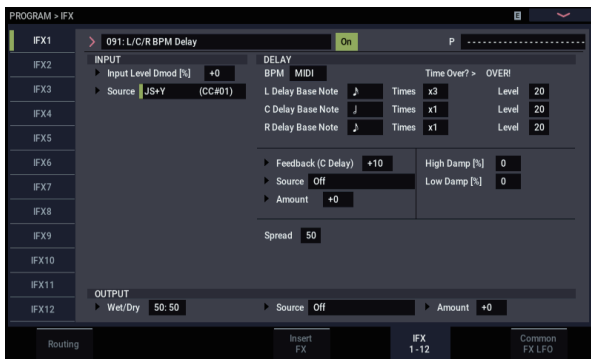 PROGRAM > IFX E
IFX1 091: L/C/R BPM Delay On P ----------------------
IFX2 INPUT DELAY
Input Level Dmod [%] +0 BPM MIDI Time Over? > OVER!
IFX3 Source JS+Y (CC#01) L Delay Base Note ♪ Times x3 Level 20
IFX4 C Delay Base Note ♩ Times x1 Level 20
IFX5 R Delay Base Note ♪ Times x1 Level 20
IFX6 Feedback (C Delay) +10 High Damp [%] 0
IFX7 Source Off Low Damp [%] 0
IFX8 Amount +0
IFX9 Spread 50
IFX10
IFX11
OUTPUT
IFX12 Wet/Dry 50: 50 Source Off Amount +0
Routing Insert FX IFX 1 -12 Common FX LFO